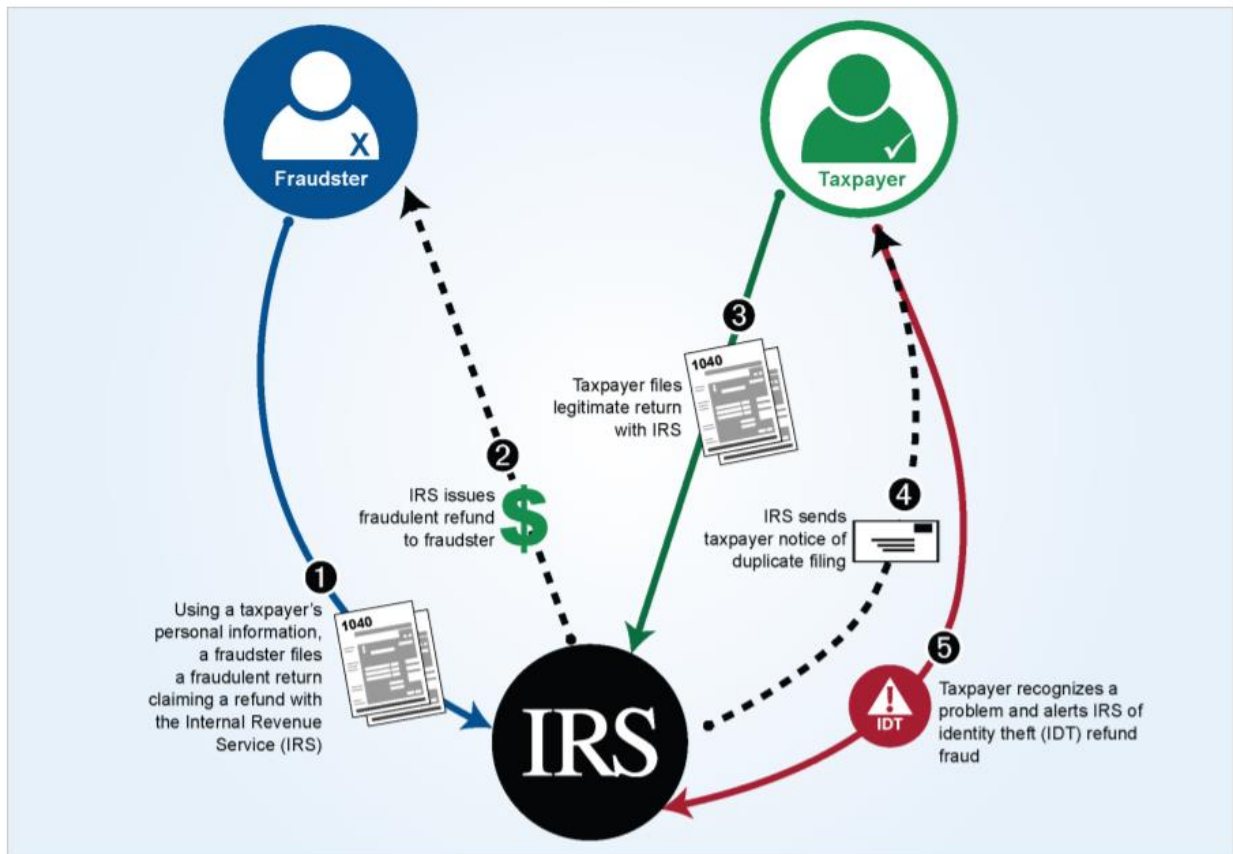 X
Fraudster
Taxpayer
1
1040
Using a taxpayer's
personal information,
a fraudster files
a fraudulent return
claiming a refund with
the Internal Revenue
Service (IRS)
2
IRS issues
fraudulent refund
to fraudster
$
3
1040
Taxpayer files
legitimate return
with IRS
4
IRS sends
taxpayer notice of
duplicate filing
5
IDT
Taxpayer recognizes a
problem and alerts IRS of
identity theft (IDT) refund
fraud
IRS